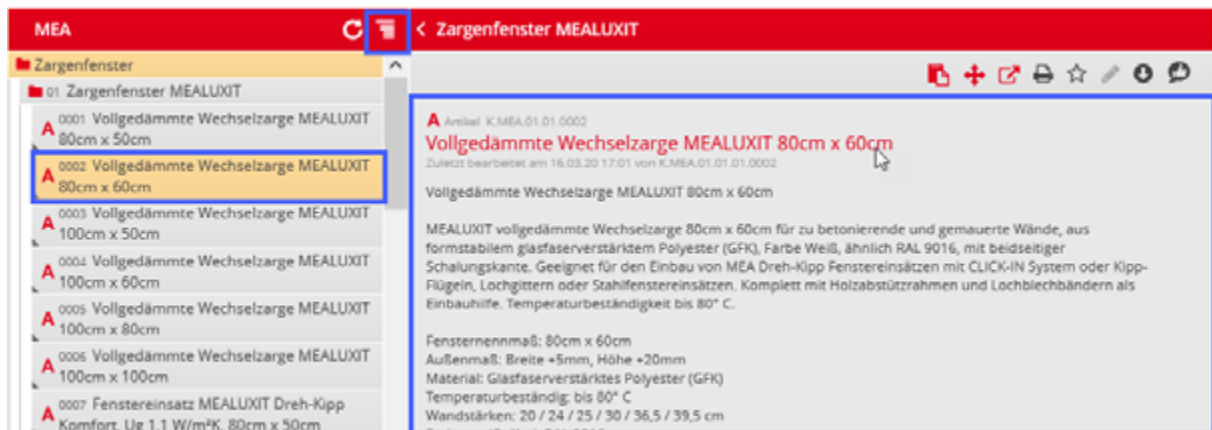 MEA
Zargenfenster
01 Zargenfenster MEALUXIT
A 0001 Vollgedämmte Wechselzarge MEALUXIT
80cm x 50cm
A 0002 Vollgedämmte Wechselzarge MEALUXIT
80cm x 60cm
A 0003 Vollgedämmte Wechselzarge MEALUXIT
100cm x 50cm
A 0004 Vollgedämmte Wechselzarge MEALUXIT
100cm x 60cm
A 0005 Vollgedämmte Wechselzarge MEALUXIT
100cm x 80cm
A 0006 Vollgedämmte Wechselzarge MEALUXIT
100cm x 100cm
A 0007 Fenstereinsatz MEALUXIT Dreh-Kipp
Komfort, Ug 1,1 W/m²K, 80cm x 50cm
< Zargenfenster MEALUXIT
A Artikel K.MEA.01.01.0002
Vollgedämmte Wechselzarge MEALUXIT 80cm x 60cm
Zuletzt bearbeitet am 16.03.20 17:01 von K.MEA.01.01.01.0002
Vollgedämmte Wechselzarge MEALUXIT 80cm x 60cm
MEALUXIT vollgedämmte Wechselzarge 80cm x 60cm für zu betonierende und gemauerte Wände, aus
formstabilem glasfaserverstärktem Polyester (GFK), Farbe Weiß, ähnlich RAL 9016, mit beidseitiger
Schalungskante. Geeignet für den Einbau von MEA Dreh-Kipp Fenstereinsätzen mit CLICK-IN System oder Kipp-
Flügeln, Lochgittern oder Stahlfenstereinsätzen. Komplett mit Holzabstützrahmen und Lochblechbändern als
Einbauhilfe. Temperaturbeständigkeit bis 80° C.
Fensternennmaß: 80cm x 60cm
Außenmaß: Breite +5mm, Höhe +20mm
Material: Glasfaserverstärktes Polyester (GFK)
Temperaturbeständig: bis 80° C
Wandstärken: 20 / 24 / 25 / 30 / 36,5 / 39,5 cm